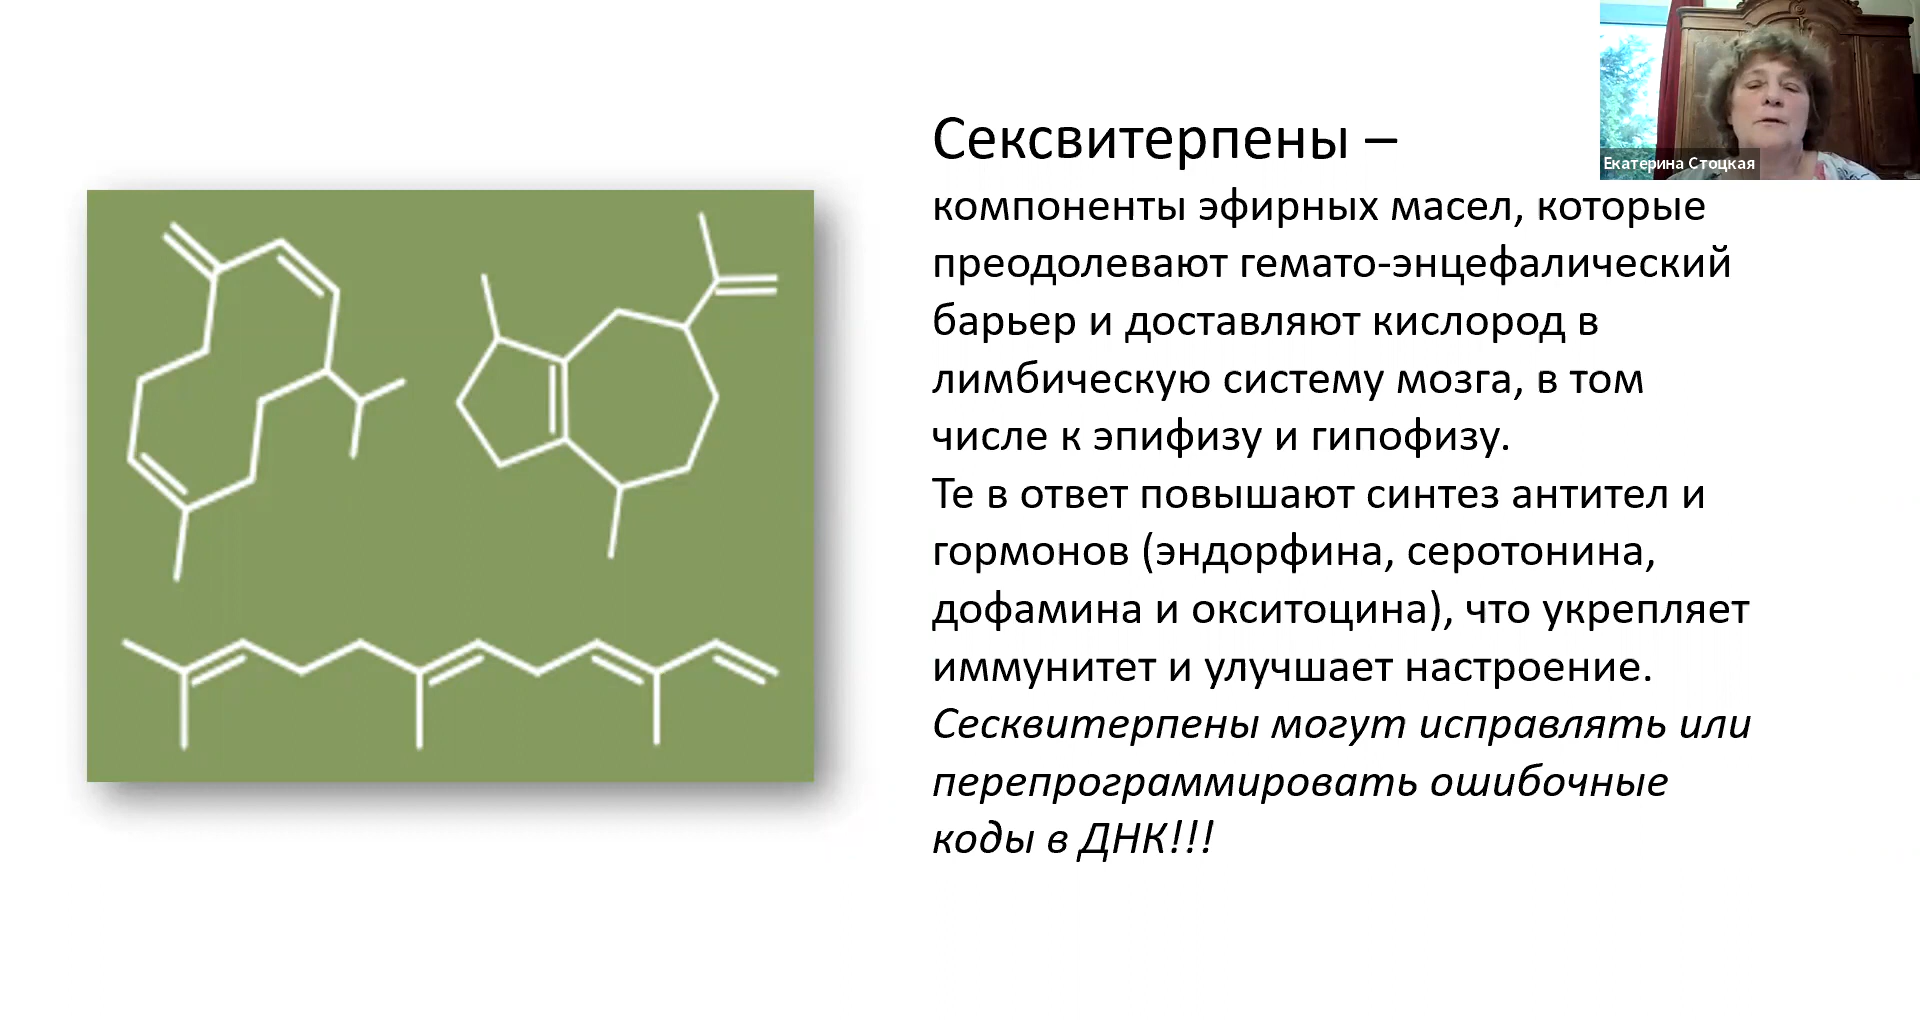 Сексвитерпены –
компоненты эфирных масел, которые
преодолевают гемато-энцефалический
барьер и доставляют кислород в
лимбическую систему мозга, в том
числе к эпифизу и гипофизу.
Те в ответ повышают синтез антител и
гормонов (эндорфина, серотонина,
дофамина и окситоцина), что укрепляет
иммунитет и улучшает настроение.
Сесквитерпены могут исправлять или
перепрограммировать ошибочные
коды в ДНК!!!
Екатерина Стоцкая